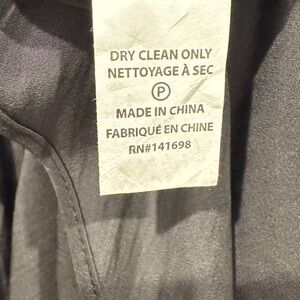 DRY CLEAN ONLY
NETTOYAGE À SEC
P
MADE IN CHINA
FABRIQUÉ EN CHINE
RN#141698